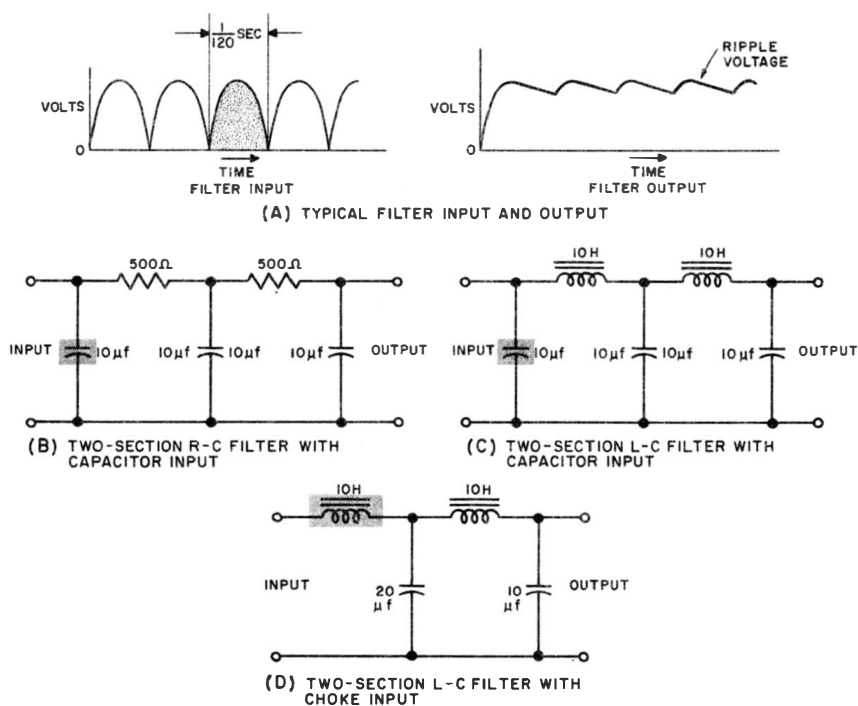 1/120 SEC
RIPPLE
VOLTAGE
VOLTS
VOLTS
0
0
TIME
FILTER INPUT
TIME
FILTER OUTPUT
(A) TYPICAL FILTER INPUT AND OUTPUT
500Ω
500Ω
INPUT
10μf
10μf
10μf
10μf
OUTPUT
(B) TWO-SECTION R-C FILTER WITH
CAPACITOR INPUT
10H
10H
INPUT
10μf
10μf
10μf
10μf
OUTPUT
(C) TWO-SECTION L-C FILTER WITH
CAPACITOR INPUT
10H
10H
INPUT
20
μf
10
μf
OUTPUT
(D) TWO-SECTION L-C FILTER WITH
CHOKE INPUT